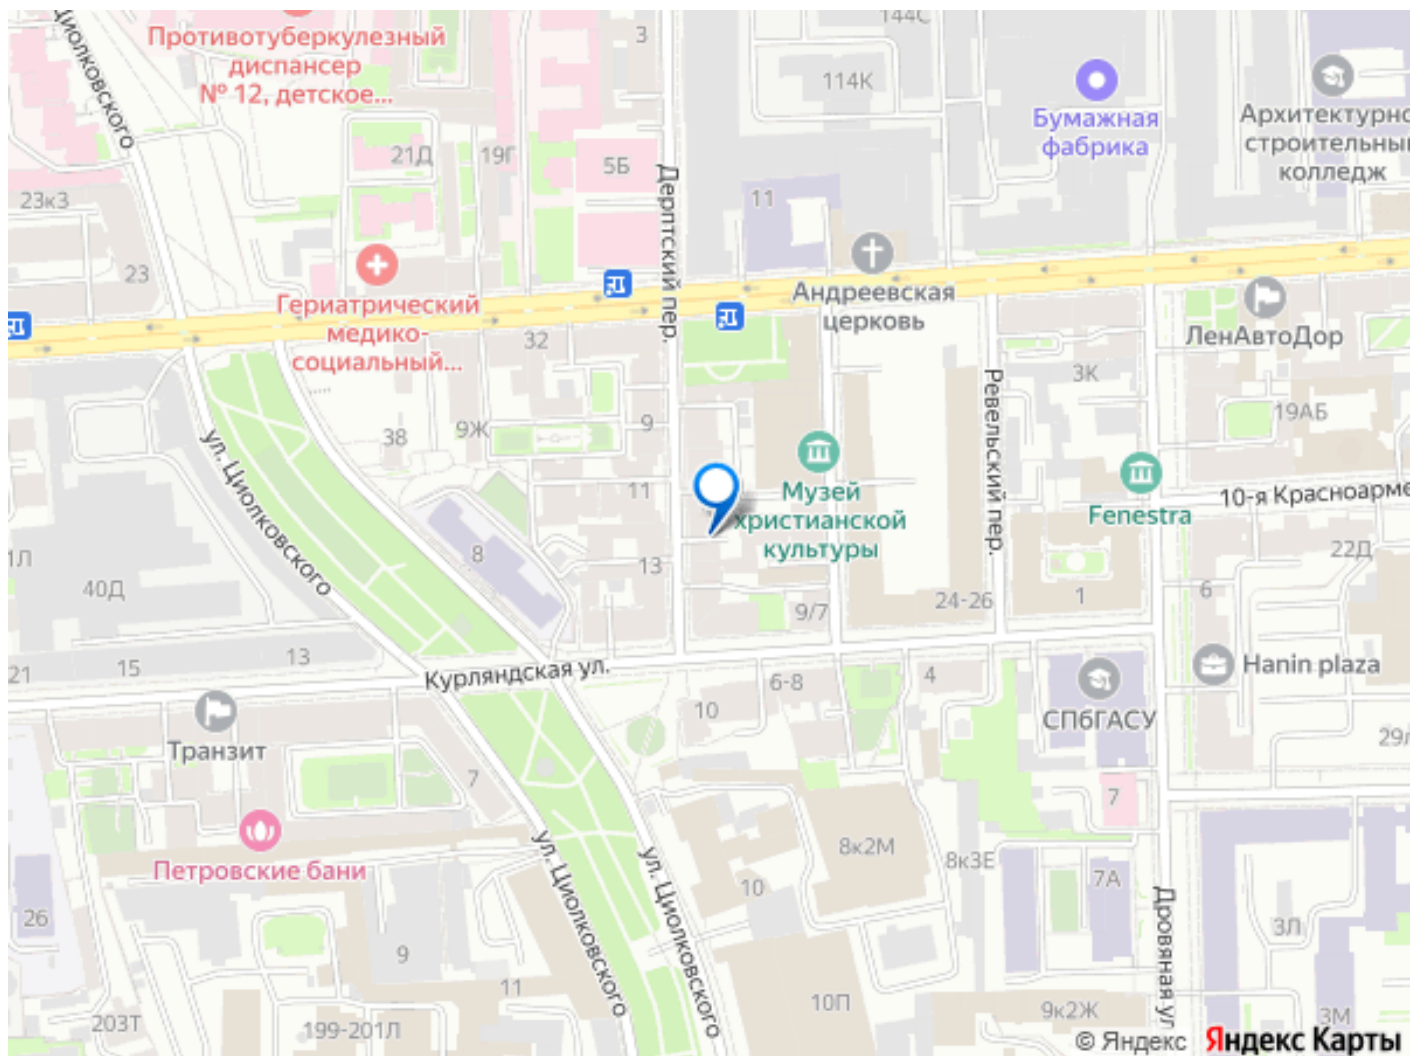 144С
Циолковского
Противотуберкулезный
диспансер
№ 12, детское...
3
114К
Бумажная
фабрика
Архитектурно
строительный
колледж
21Д
19Г
5Б
Дерптский пер.
11
23к3
23
Гериатрический
медико-
социальный...
Андреевская
церковь
ЛенАвтоДор
32
3К
Ревельский пер.
19АБ
38
9Ж
9
11
Музей
христианской
культуры
Fenestra
10-я Красноарме
ул. Циолковского
1Л
40Д
8
13
22Д
6
1
24-26
9/7
21
15
13
Курляндская ул.
6-8
4
10
Hanin plaza
СПбГАСУ
Транзит
29Л
7
7
Петровские бани
ул. Циолковского
ул. Циолковского
8к2М
8к3Е
7А
10
26
9
11
Дровяная ул
3Л
10П
9к2Ж
3М
203Т
199-201Л
© Яндекс Яндекс Карты